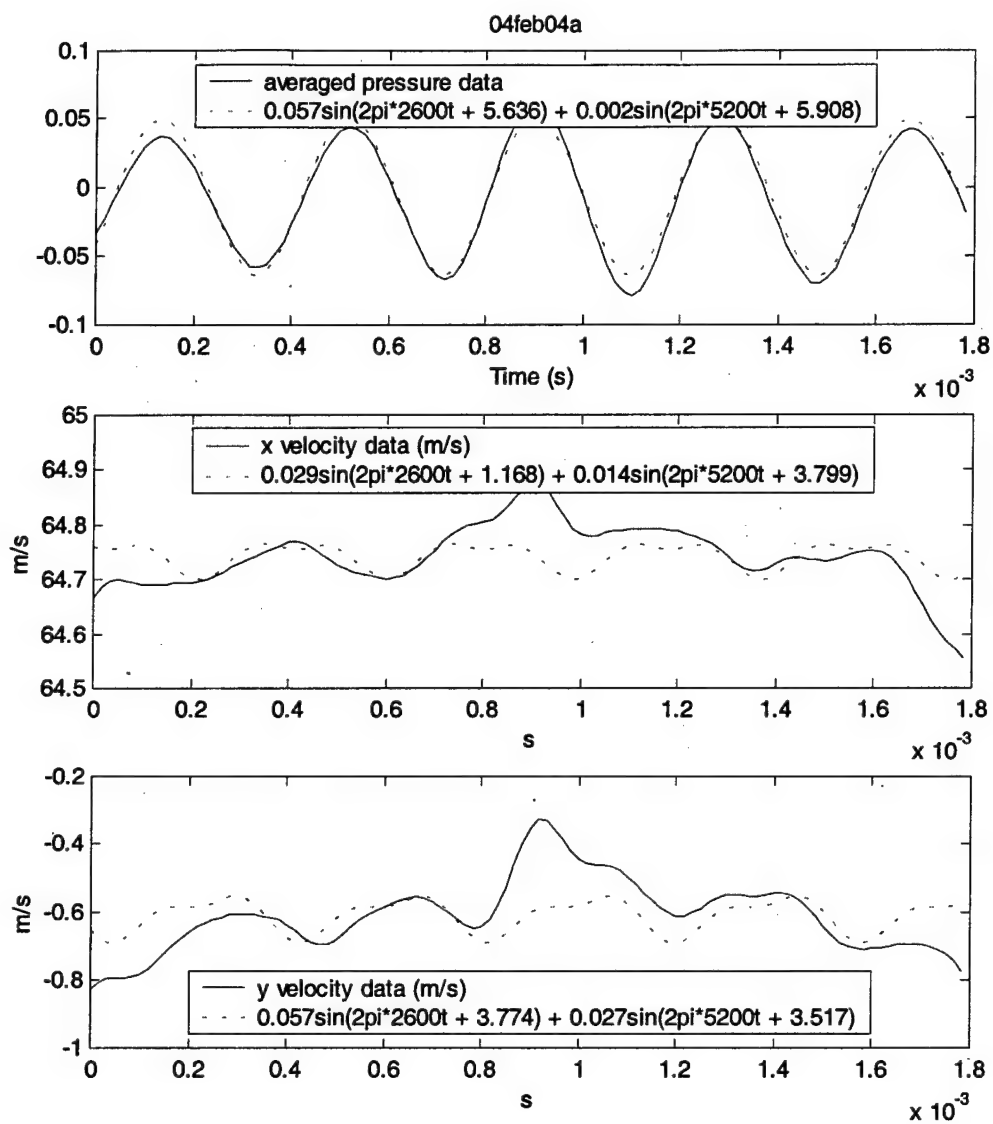 04feb04a
averaged pressure data
0.057sin(2pi*2600t + 5.636) + 0.002sin(2pi*5200t + 5.908)
0.1
0.05
0
-0.05
-0.1
0 0.2 0.4 0.6 0.8 1 1.2 1.4 1.6 1.8
Time (s)
x 10^-3
x velocity data (m/s)
0.029sin(2pi*2600t + 1.168) + 0.014sin(2pi*5200t + 3.799)
65
64.9
64.8
64.7
64.6
64.5
m/s
0 0.2 0.4 0.6 0.8 1 1.2 1.4 1.6 1.8
s
x 10^-3
-0.2
-0.4
-0.6
-0.8
-1
m/s
y velocity data (m/s)
0.057sin(2pi*2600t + 3.774) + 0.027sin(2pi*5200t + 3.517)
0 0.2 0.4 0.6 0.8 1 1.2 1.4 1.6 1.8
s
x 10^-3